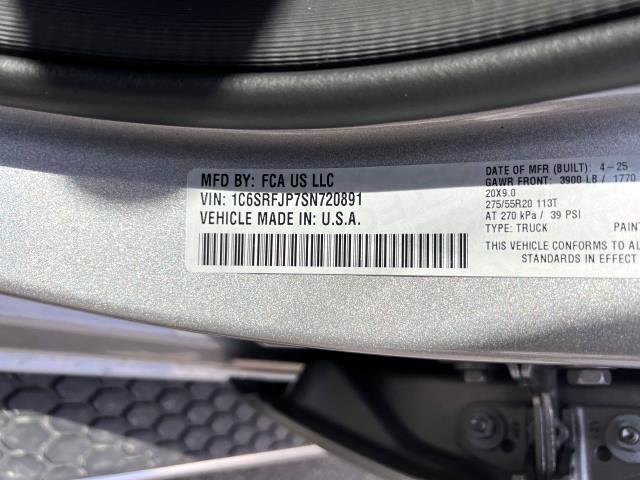 MFD BY: FCA US LLC
VIN: 1C6SRFJP7SN720891
VEHICLE MADE IN: U.S.A.
DATE OF MFR (BUILT): 4-25
GAWR FRONT: 3900 LB / 1770
20X9.0
275/55R20 113T
AT 270 kPa / 39 PSI
TYPE: TRUCK PAINT
THIS VEHICLE CONFORMS TO AL
STANDARDS IN EFFECT